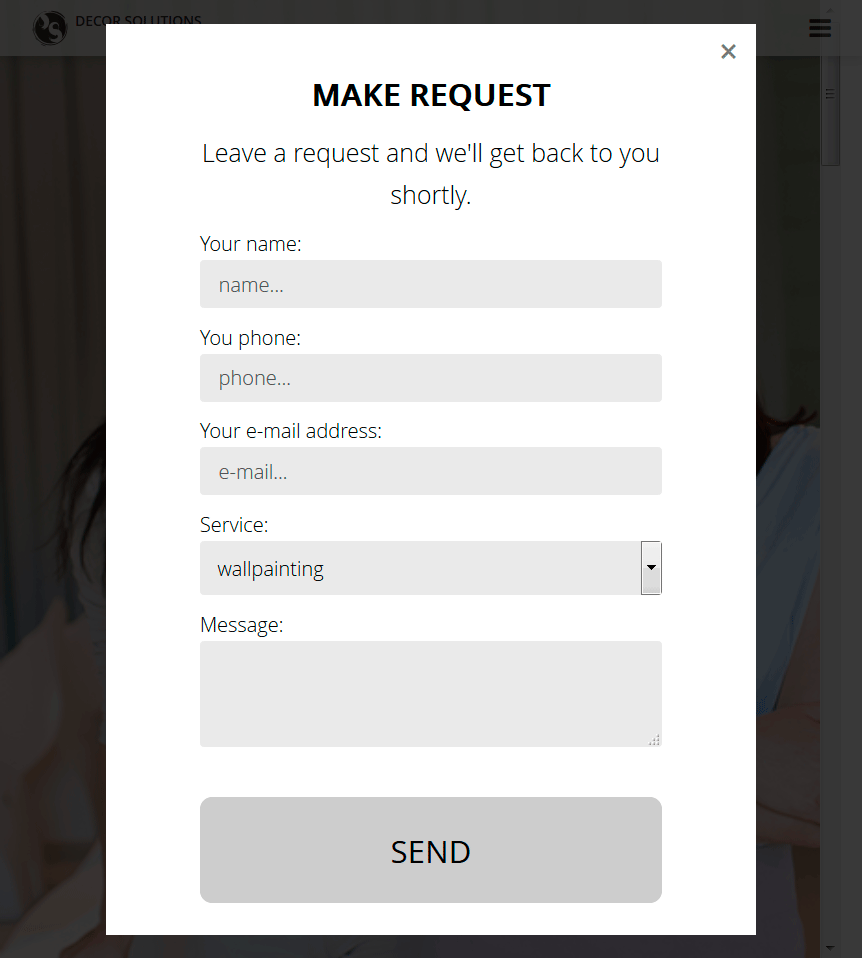 DECOR SOLUTIONS
×
MAKE REQUEST
Leave a request and we'll get back to you
shortly.
Your name:
name...
You phone:
phone...
Your e-mail address:
e-mail...
Service:
wallpainting
Message:
SEND